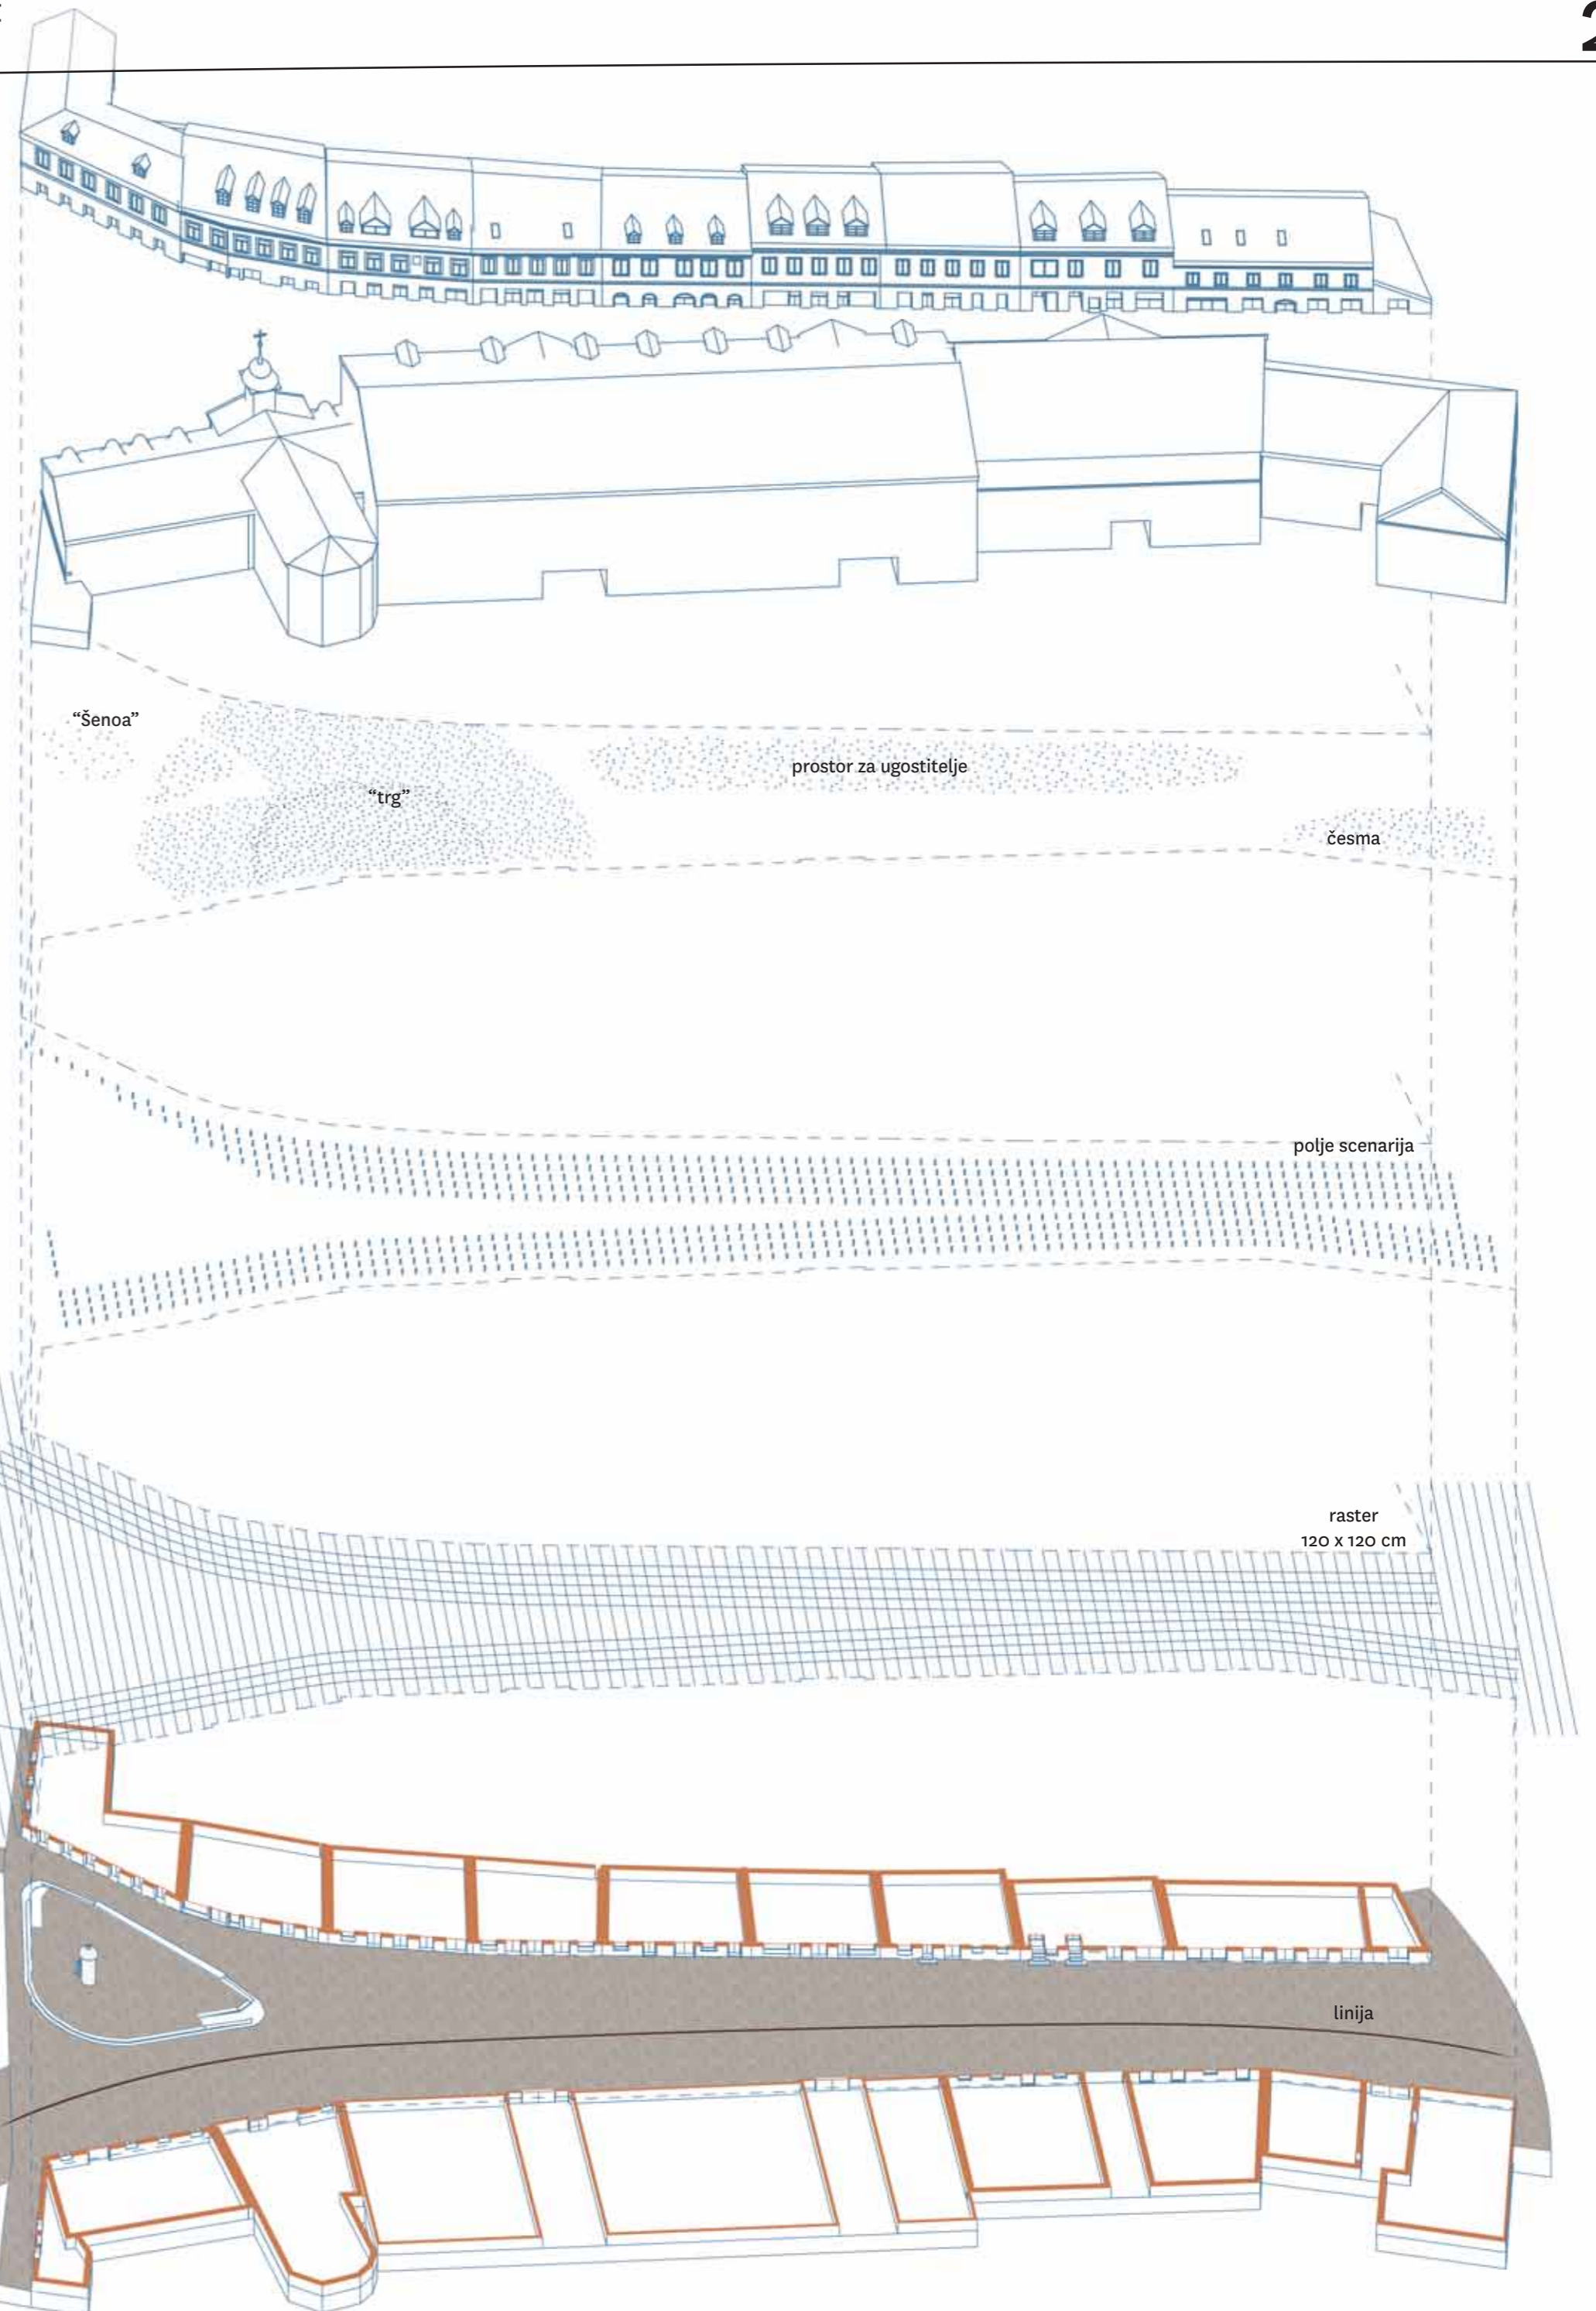 “Šenoa”
prostor za ugostitelje
“trg”
česma
polje scenarija
raster
120 x 120 cm
linija